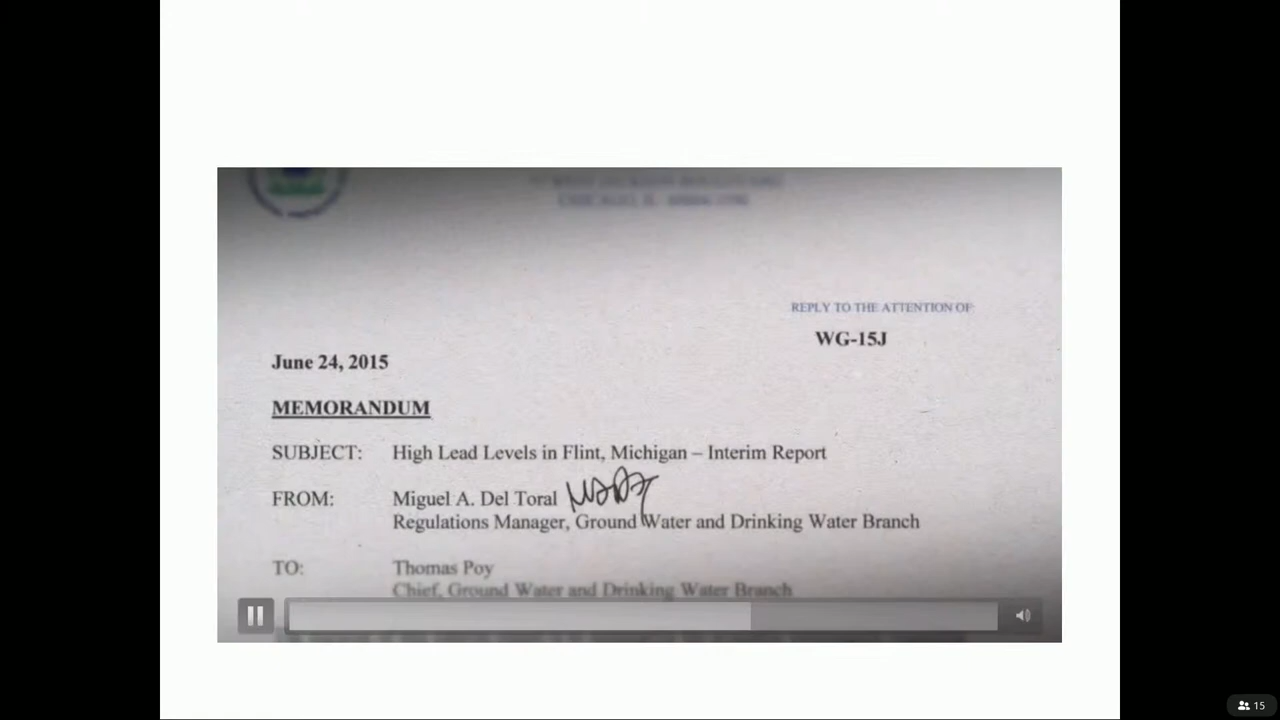 REPLY TO THE ATTENTION OF:
WG-15J
June 24, 2015
MEMORANDUM
SUBJECT: High Lead Levels in Flint, Michigan – Interim Report
FROM: Miguel A. Del Toral
Regulations Manager, Ground Water and Drinking Water Branch
TO: Thomas Poy
Chief, Ground Water and Drinking Water Branch
15